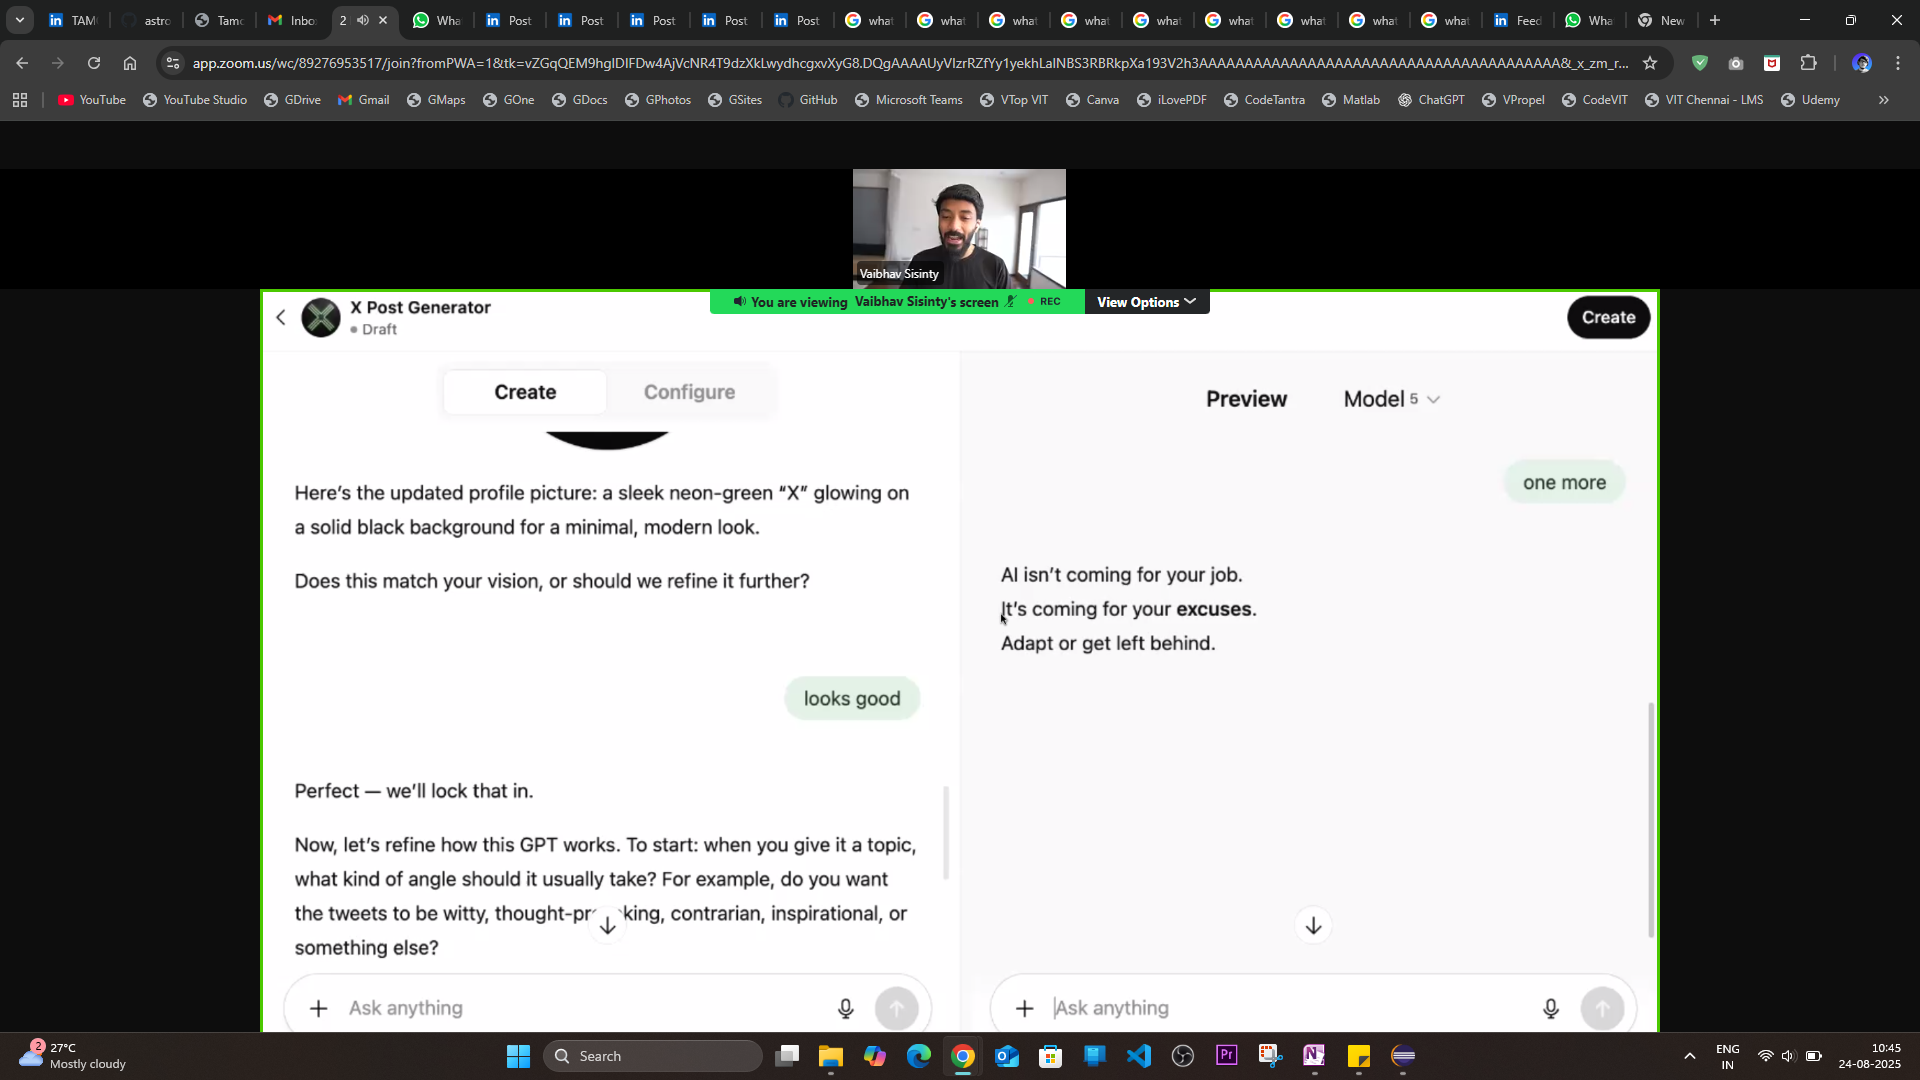 TAM
astro
Tamc
Inbo
2
Wha
Post
Post
Post
Post
Post
what
what
what
what
what
what
what
what
what
Feed
Wha
New
app.zoom.us/wc/89276953517/join?fromPWA=1&tk=
YouTube
YouTube Studio
GDrive
Gmail
GMaps
GOne
GDocs
GPhotos
GSites
GitHub
Microsoft Teams
VTop VIT
Canva
iLovePDF
CodeTantra
Matlab
ChatGPT
VPropel
CodeVIT
VIT Chennai - LMS
Udemy
Vaibhav Sisinty
You are viewing Vaibhav Sisinty's screen
REC
View Options
X Post Generator
Draft
Create
Create
Configure
Here's the updated profile picture: a sleek neon-green “X” glowing on
a solid black background for a minimal, modern look.
Does this match your vision, or should we refine it further?
looks good
Perfect — we'll lock that in.
Now, let's refine how this GPT works. To start: when you give it a topic,
what kind of angle should it usually take? For example, do you want
the tweets to be witty, contrarian, inspirational, or
something else?
Ask anything
Preview
Model 5
one more
AI isn't coming for your job.
It's coming for your excuses.
Adapt or get left behind.
Ask anything
2
27°C
Mostly cloudy
Search
Pr
ENG
IN
10:45
24-08-2025